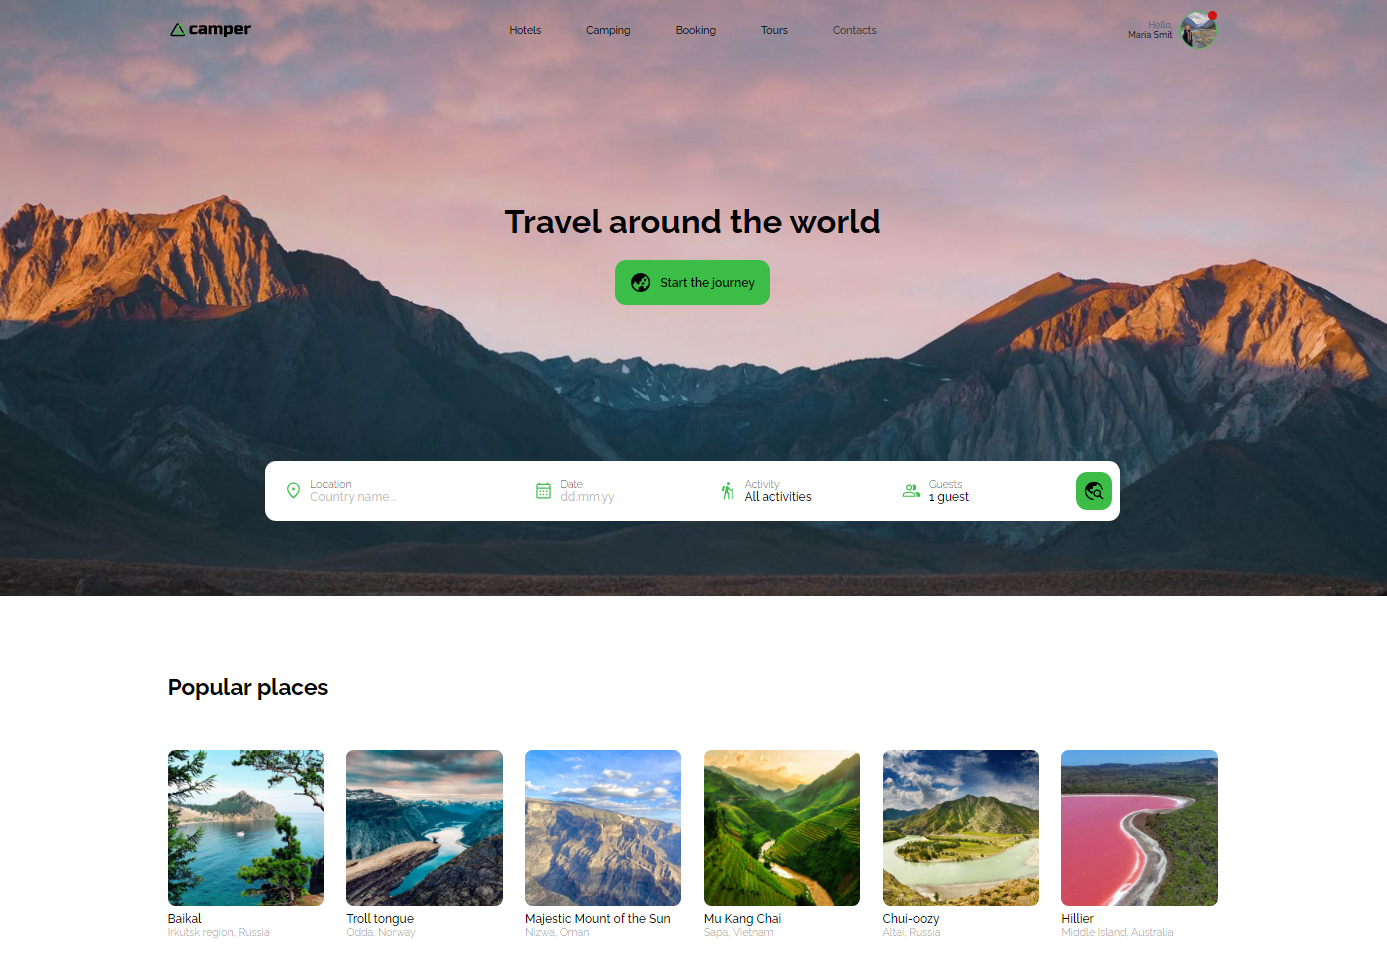 camper
Hotels
Camping
Booking
Tours
Contacts
Hello,
Maria Smit
Travel around the world
Start the journey
Location
Country name...
Date
dd.mm.yy
Activity
All activities
Guests
1 guest
Popular places
Baikal
Irkutsk region, Russia
Troll tongue
Odda, Norway
Majestic Mount of the Sun
Nizwa, Oman
Mu Kang Chai
Sapa, Vietnam
Chui-oozy
Altai, Russia
Hillier
Middle Island, Australia